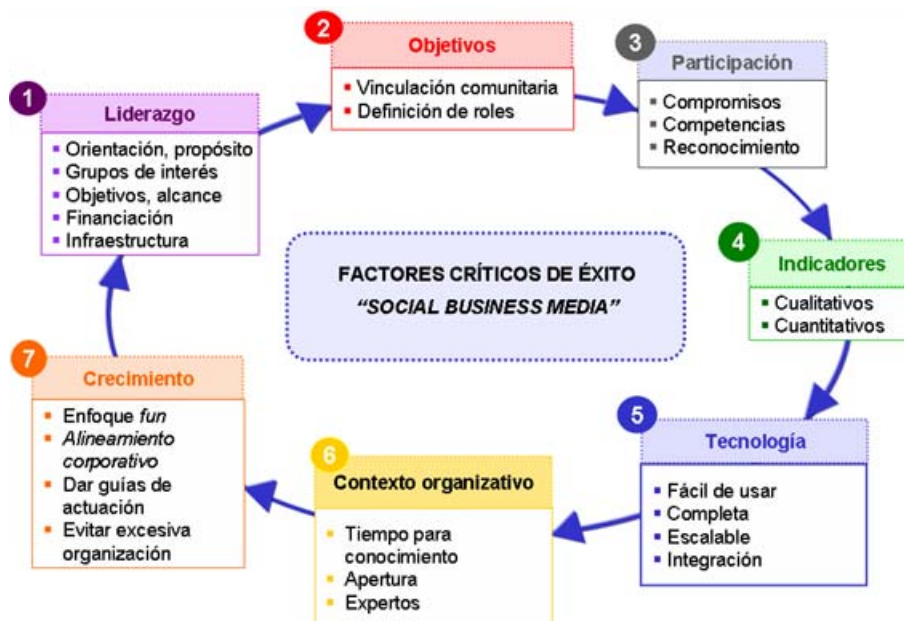 1
Liderazgo
Orientación, propósito
Grupos de interés
Objetivos, alcance
Financiación
Infraestructura
2
Objetivos
Vinculación comunitaria
Definición de roles
3
Participación
Compromisos
Competencias
Reconocimiento
4
Indicadores
Cualitativos
Cuantitativos
5
Tecnología
Fácil de usar
Completa
Escalable
Integración
6
Contexto organizativo
Tiempo para
conocimiento
Apertura
Expertos
7
Crecimiento
Enfoque fun
Alineamiento
corporativo
Dar guías de
actuación
Evitar excesiva
organización
FACTORES CRÍTICOS DE ÉXITO
“SOCIAL BUSINESS MEDIA”